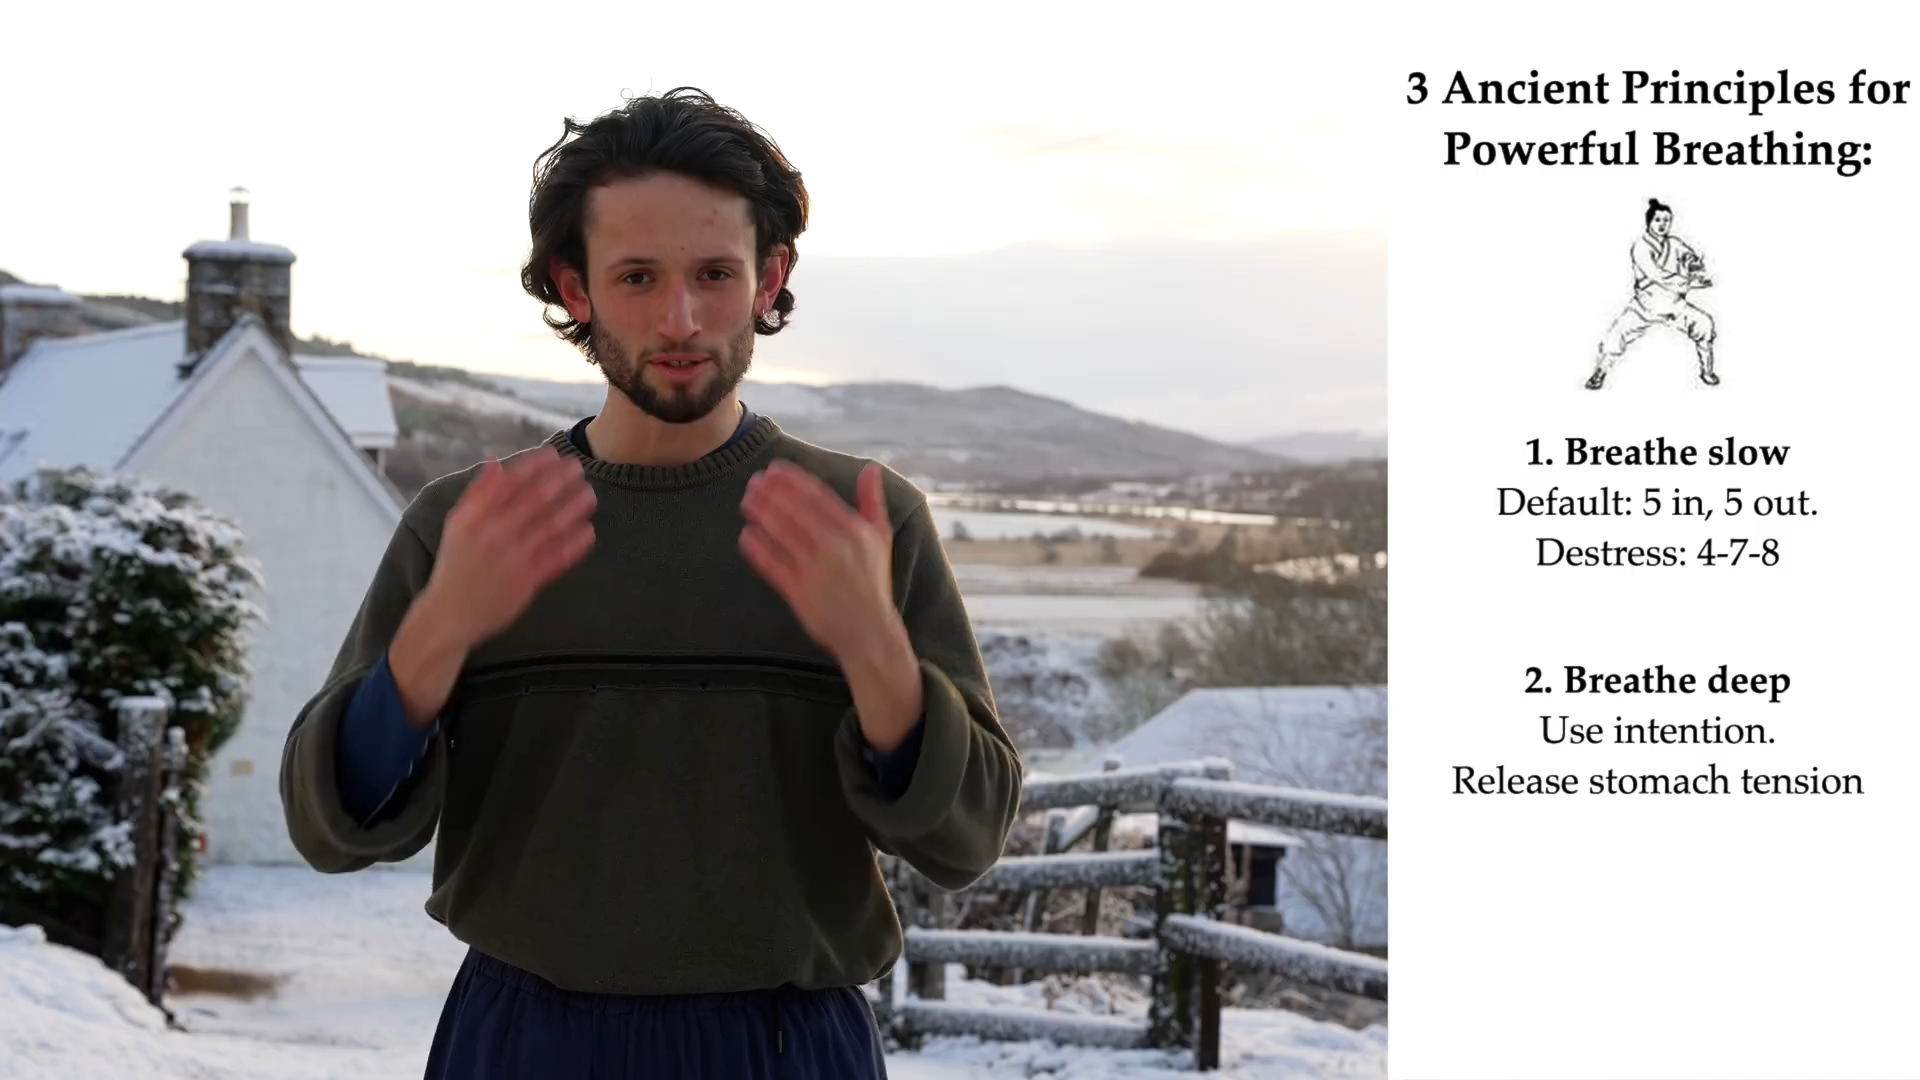 3 Ancient Principles for
Powerful Breathing:
1. Breathe slow
Default: 5 in, 5 out.
Destress: 4-7-8
2. Breathe deep
Use intention.
Release stomach tension